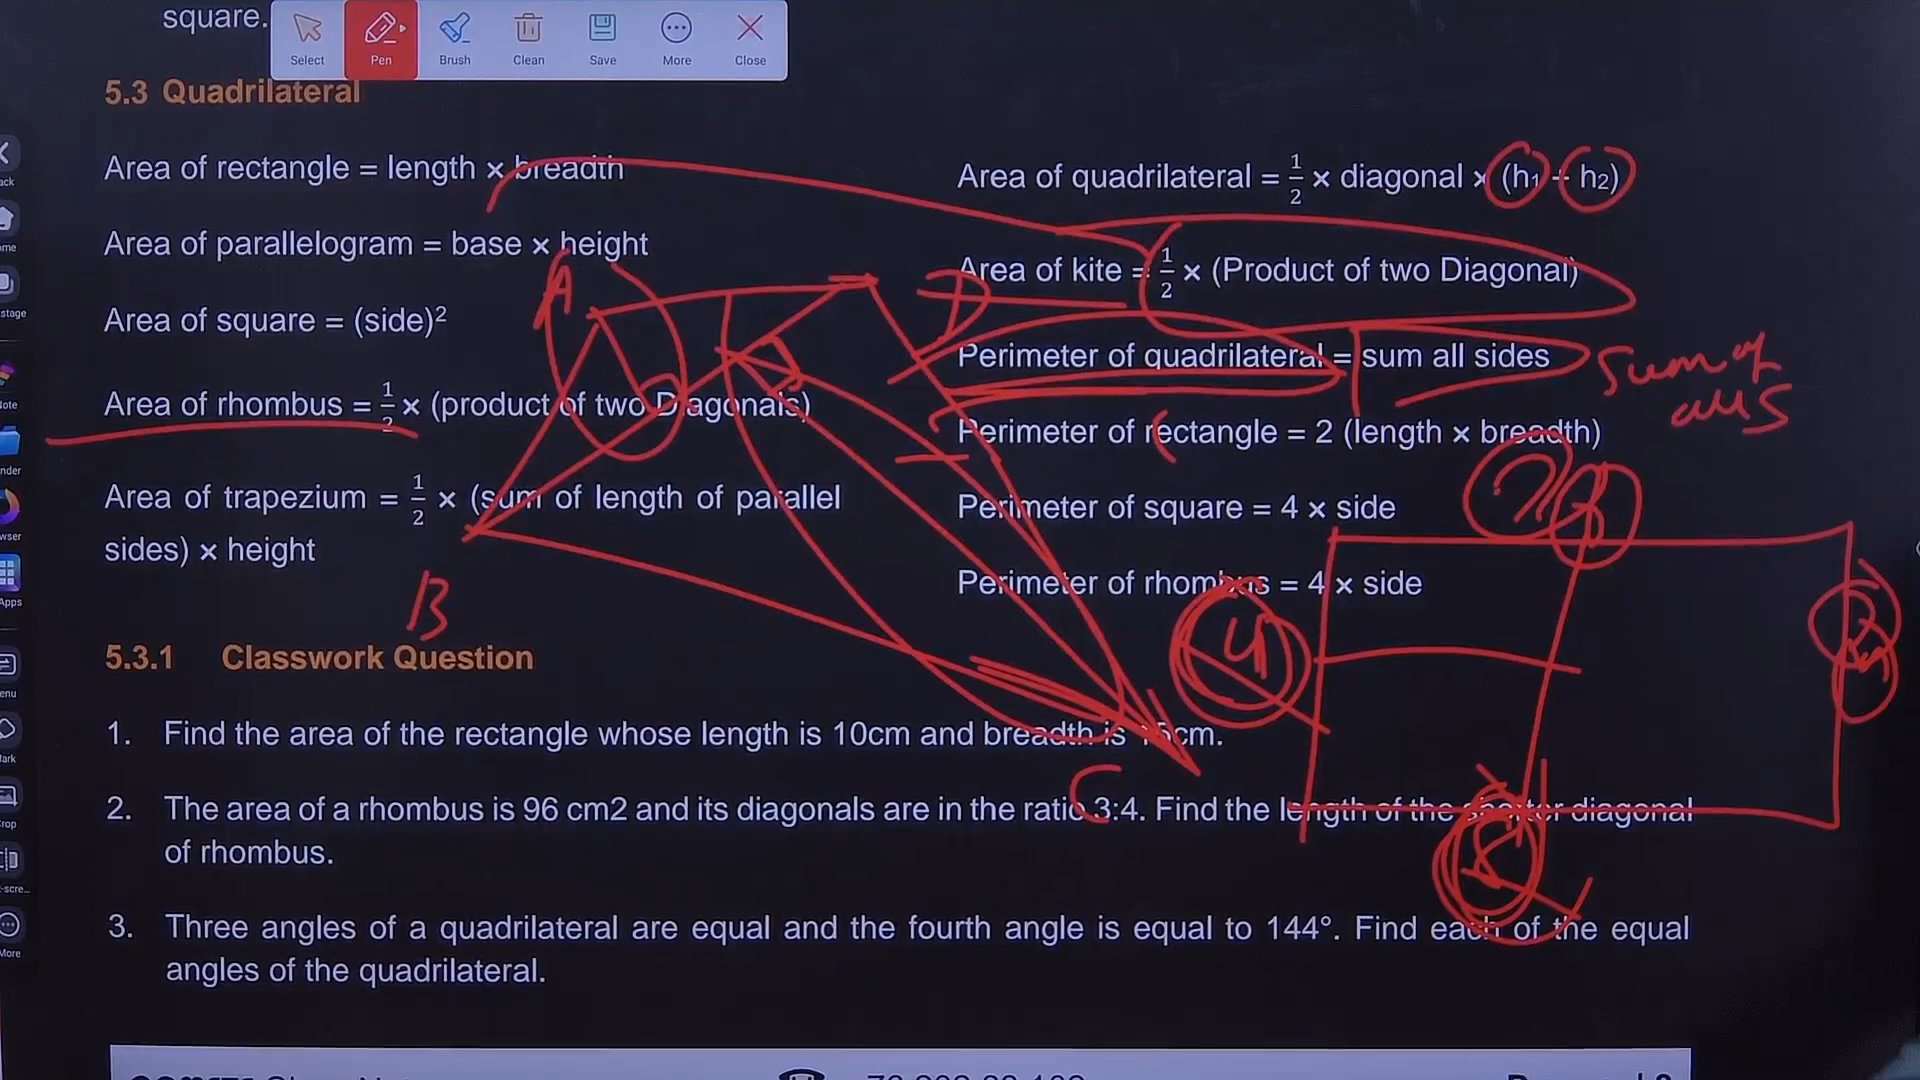 square.
Select Pen Brush Clean Save More Close
5.3 Quadrilateral
Area of rectangle = length × breadth
Area of parallelogram = base × height
Area of square = (side)²
Area of rhombus = 1/2 × (product of two Diagonals)
Area of trapezium = 1/2 × (sum of length of parallel
sides) × height
Area of quadrilateral = 1/2 × diagonal × (h₁ + h₂)
Area of kite = 1/2 × (Product of two Diagonal)
Perimeter of quadrilateral = sum all sides
Sum of
all S
Perimeter of rectangle = 2 (length × breadth)
Perimeter of square = 4 × side
Perimeter of rhombus = 4 × side
A
D
B
C
4
5.3.1 Classwork Question
1. Find the area of the rectangle whose length is 10cm and breadth is 15cm.
2. The area of a rhombus is 96 cm2 and its diagonals are in the ratio 3:4. Find the length of the shorter diagonal
of rhombus.
3. Three angles of a quadrilateral are equal and the fourth angle is equal to 144°. Find each of the equal
angles of the quadrilateral.